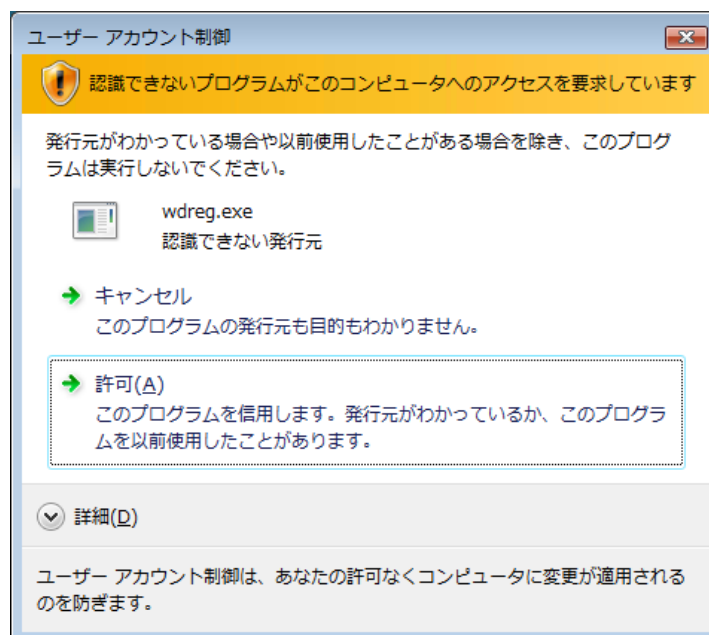 ユーザー アカウント制御
認識できないプログラムがこのコンピュータへのアクセスを要求しています
発行元がわかっている場合や以前使用したことがある場合を除き、このプログ
ラムは実行しないでください。
wdreg.exe
認識できない発行元
キャンセル
このプログラムの発行元も目的もわかりません。
許可(A)
このプログラムを信用します。発行元がわかっているか、このプログラ
ムを以前使用したことがあります。
詳細(D)
ユーザー アカウント制御は、あなたの許可なくコンピュータに変更が適用される
のを防ぎます。